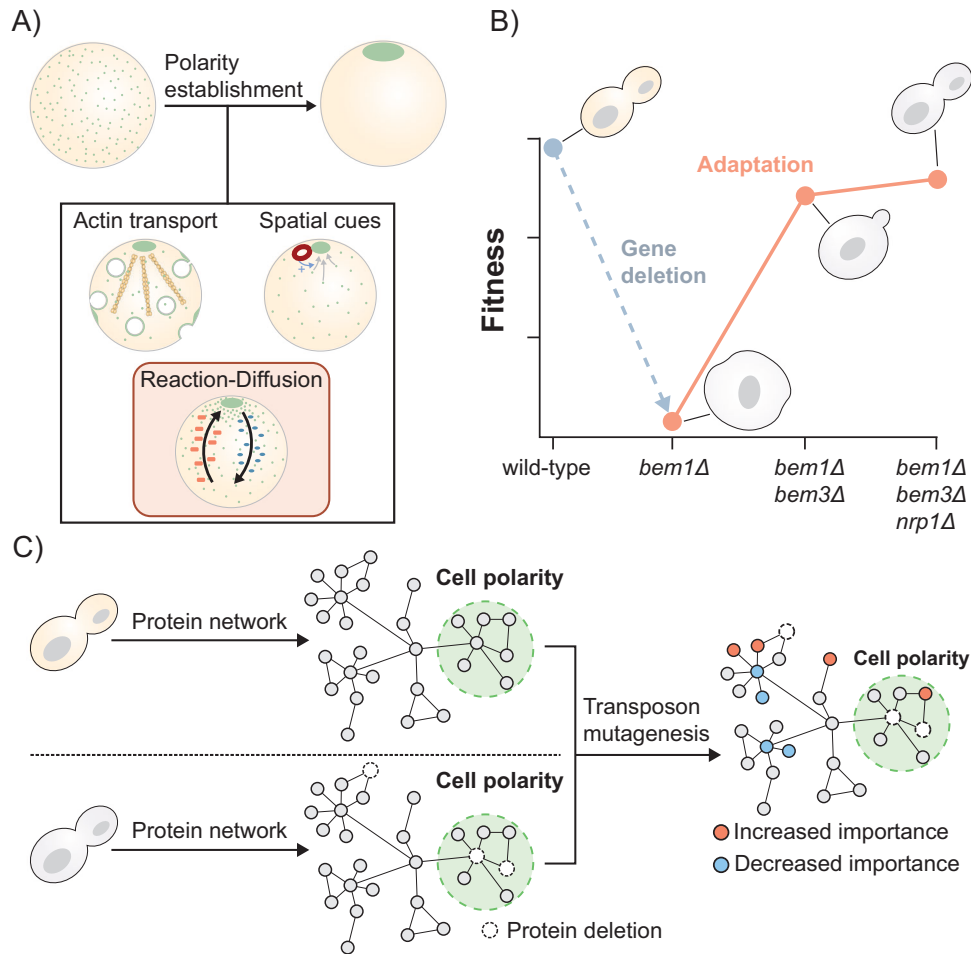 A)
Polarity
establishment
Actin transport
Spatial cues
+
Reaction-Diffusion
B)
Fitness
Gene
deletion
Adaptation
wild-type
bem1Δ
bem1Δ
bem3Δ
bem1Δ
bem3Δ
nrp1Δ
C)
Protein network
Cell polarity
Protein network
Cell polarity
Protein deletion
Transposon
mutagenesis
Cell polarity
Increased importance
Decreased importance